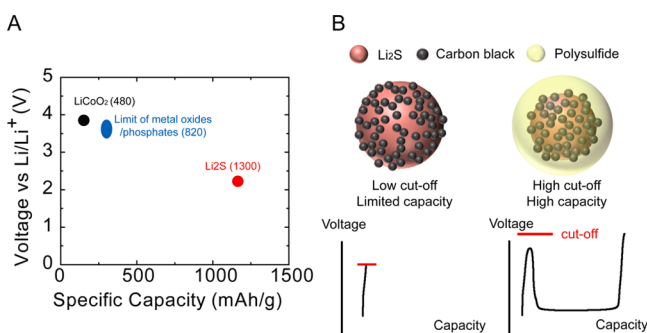 A
B
Li2S
Carbon black
Polysulfide
Voltage vs Li/Li+ (V)
5
4
3
2
1
0
LiCoO2 (480)
Limit of metal oxides
/phosphates (820)
Li2S (1300)
0
500
1000
1500
Specific Capacity (mAh/g)
Low cut-off
Limited capacity
High cut-off
High capacity
Voltage
Capacity
Voltage
cut-off
Capacity